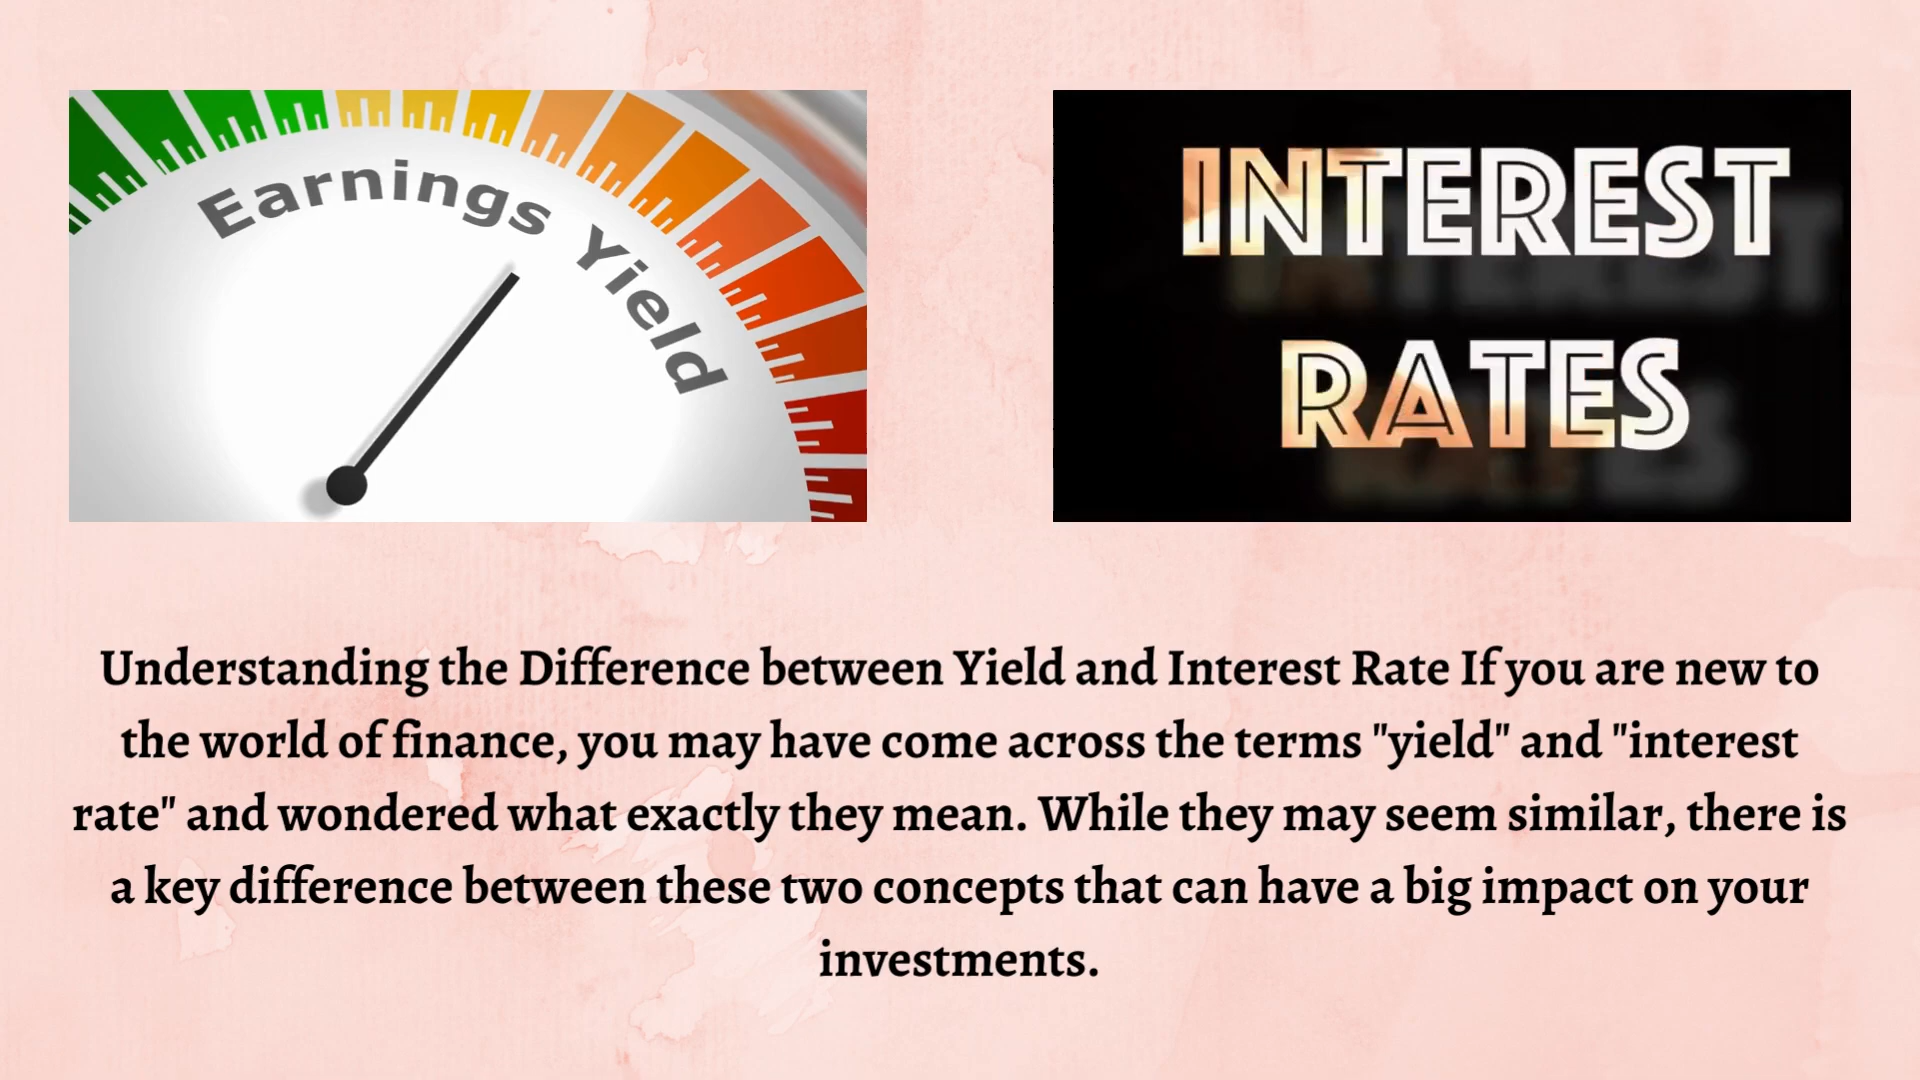 Earnings Yield
INTEREST
RATES
Understanding the Difference between Yield and Interest Rate If you are new to
the world of finance, you may have come across the terms "yield" and "interest
rate" and wondered what exactly they mean. While they may seem similar, there is
a key difference between these two concepts that can have a big impact on your
investments.